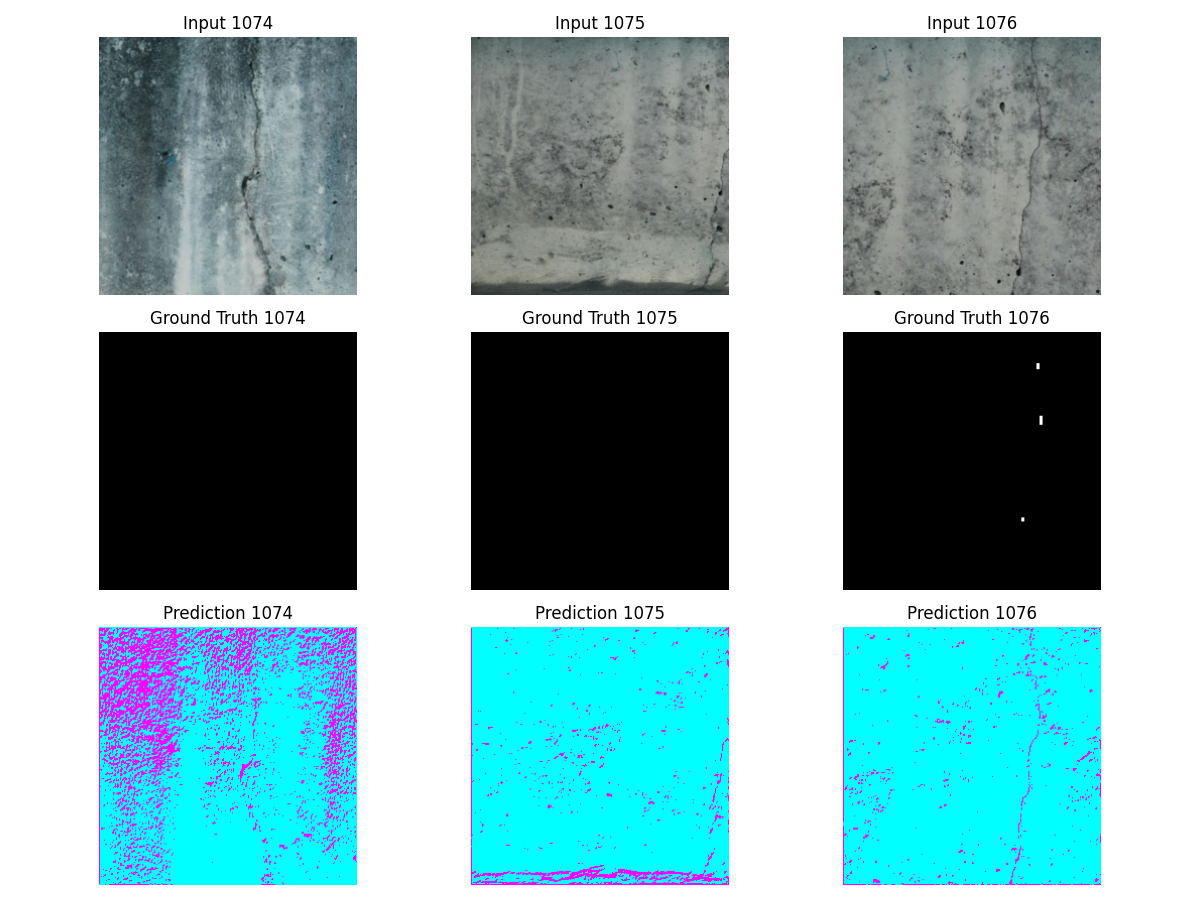 Input 1074
Input 1075
Input 1076
Ground Truth 1074
Ground Truth 1075
Ground Truth 1076
Prediction 1074
Prediction 1075
Prediction 1076